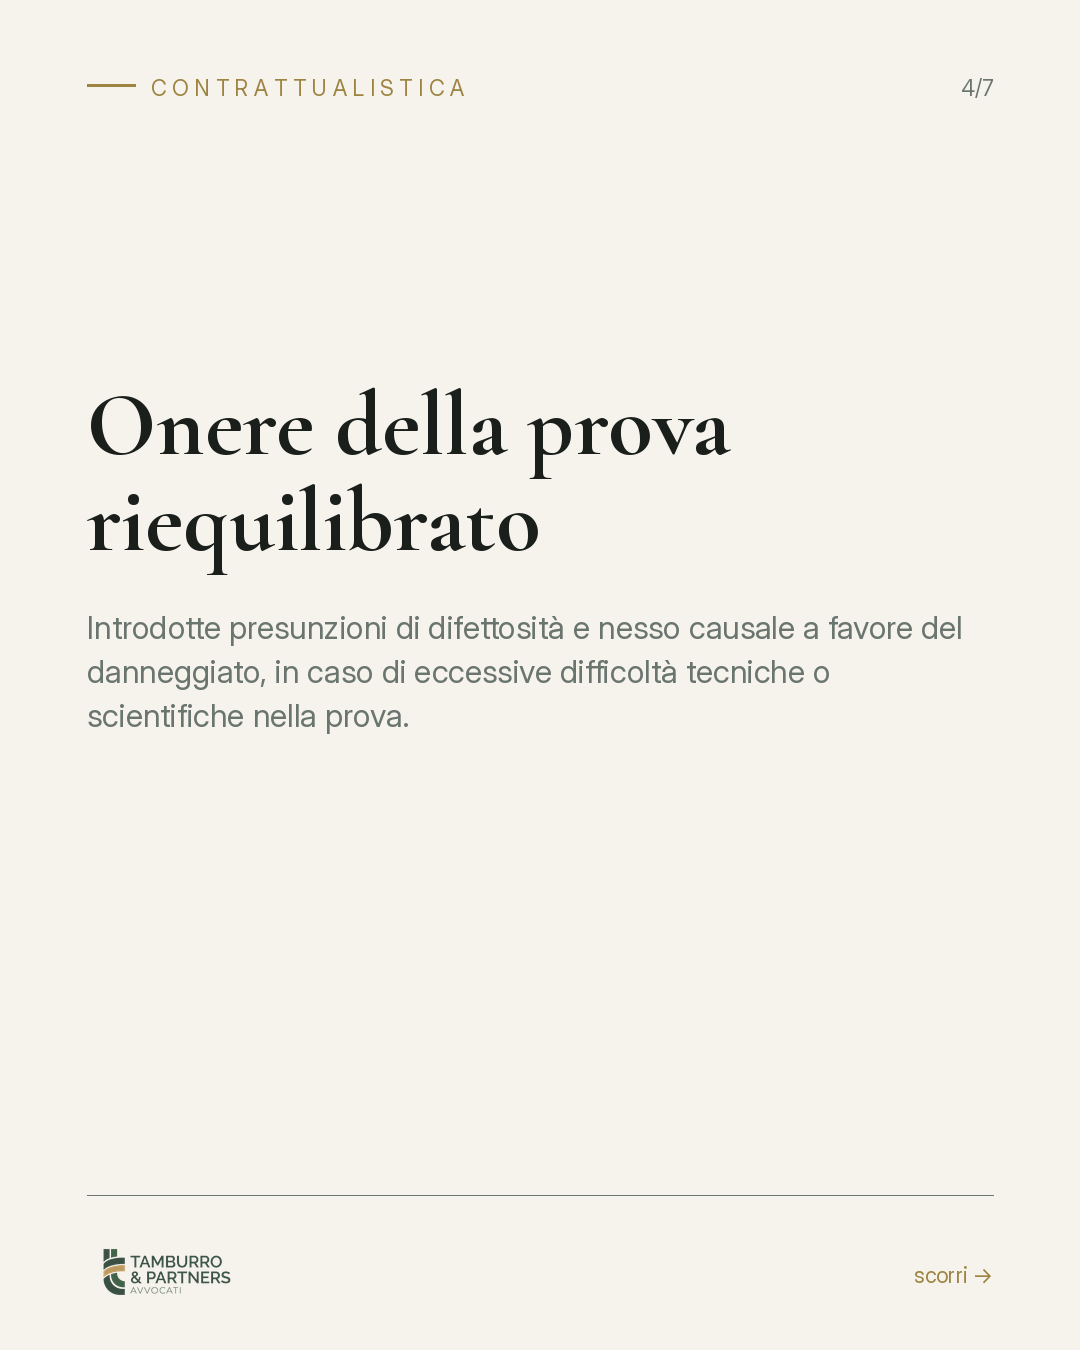 CONTRATTUALISTICA
4/7
Onere della prova
riequilibrato
Introdotte presunzioni di difettosità e nesso causale a favore del
danneggiato, in caso di eccessive difficoltà tecniche o
scientifiche nella prova.
TAMBURRO
& PARTNERS
AVVOCATI
scorri →